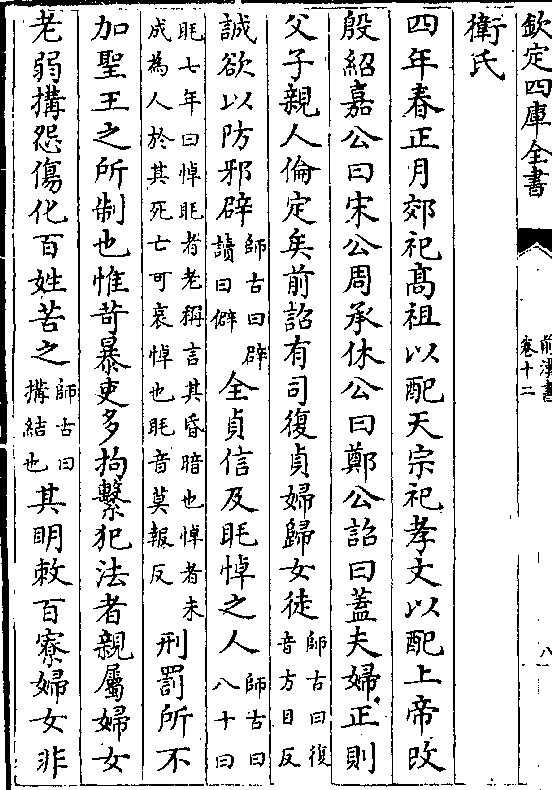 欽定四庫全書
前漢書
卷十二
八
衛氏
四年春正月郊祀髙祖以配天宗祀孝文以配上帝改
殷紹嘉公曰宋公周承休公曰鄭公詔曰蓋夫婦正則
父子親人倫定矣前詔有司復貞婦歸女徒師古曰復音方目反
誠欲以防邪辟師古曰辟讀曰僻全貞信及眊悼之人師古曰八十曰
眊七年曰悼眊者老稱言其昏暗也悼者未成為人於其死亡可哀悼也眊音莫報反刑罰所不
加聖王之所制也惟苛暴吏多拘繫犯法者親屬婦女
老弱搆怨傷化百姓苦之師古曰搆結也其明敕百寮婦女非